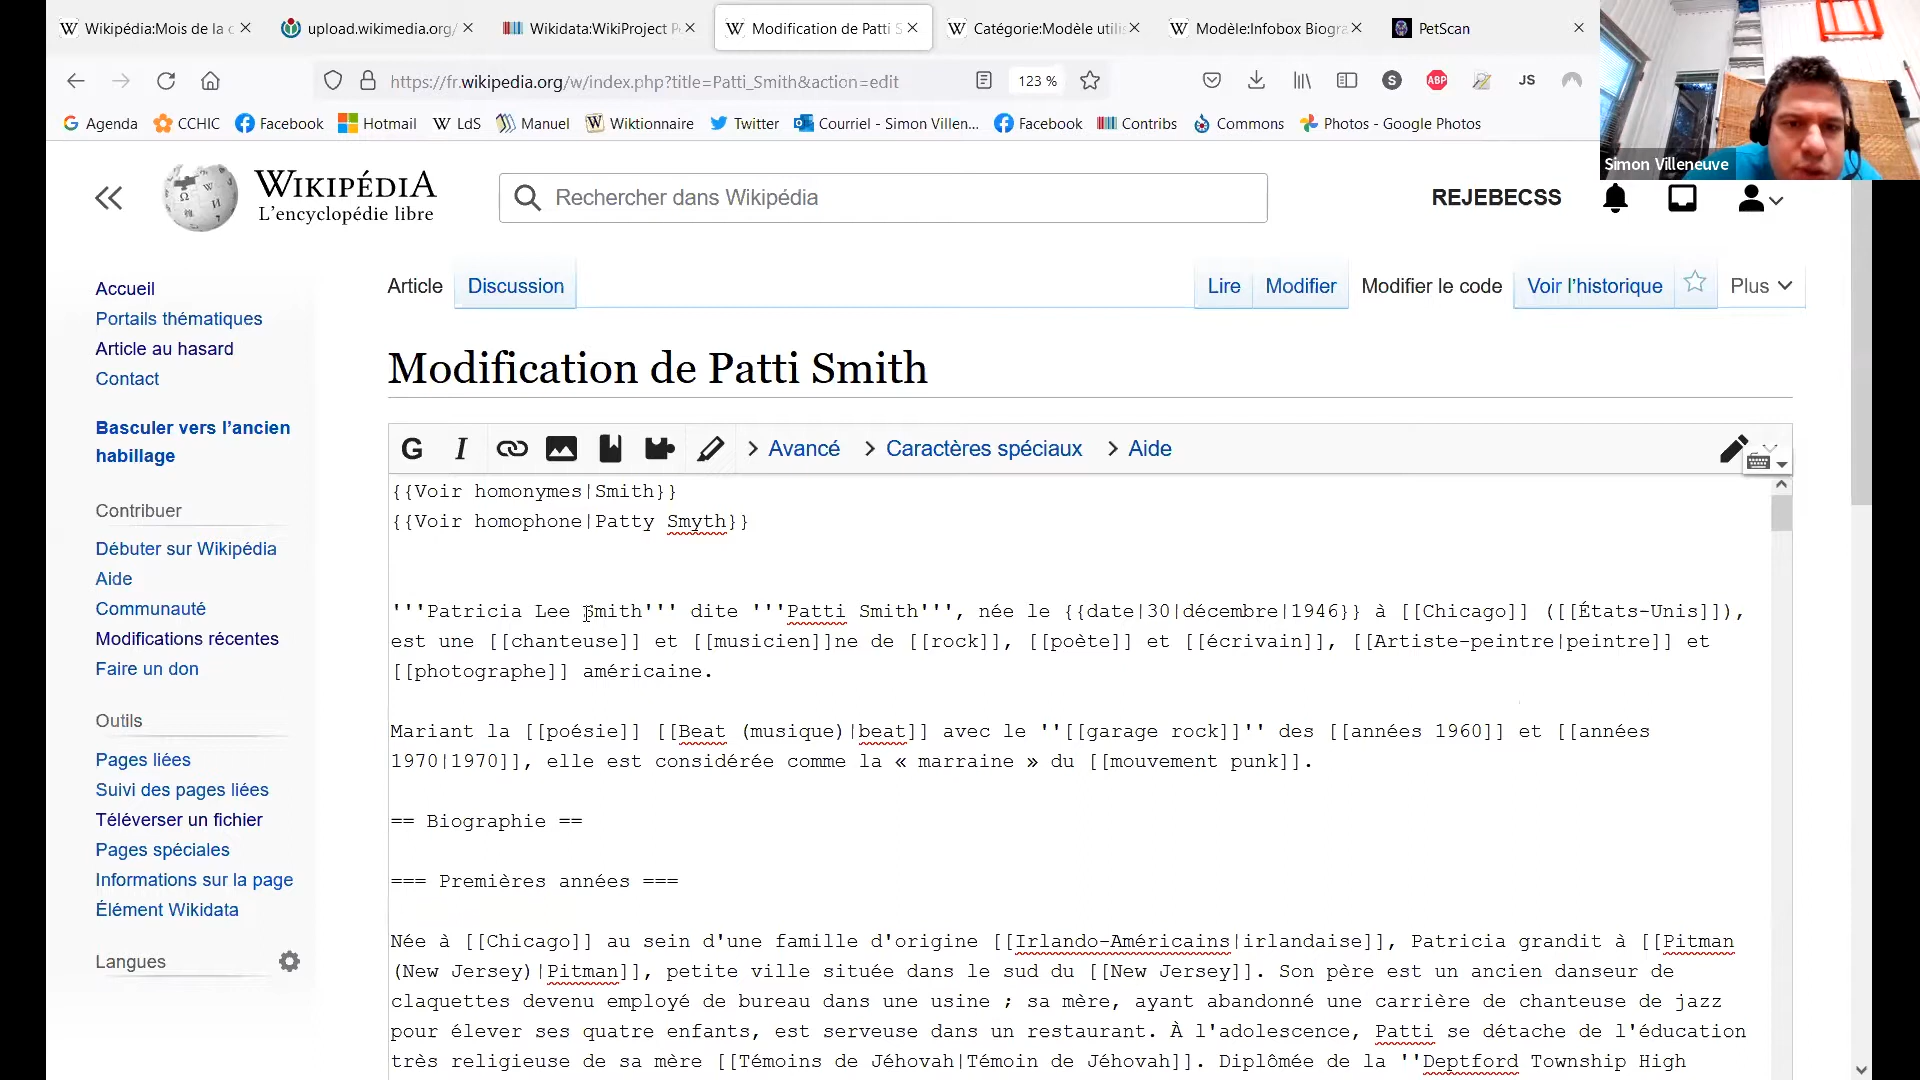 Wikipédia:Mois de la c
upload.wikimedia.org/
Wikidata:WikiProject P
Modification de Patti S
Catégorie:Modèle utilis
Modèle:Infobox Biogra
PetScan
https://fr.wikipedia.org/w/index.php?title=Patti_Smith&action=edit
123 %
S
ABP
JS
Agenda
CCHIC
Facebook
Hotmail
LdS
Manuel
Wiktionnaire
Twitter
Courriel - Simon Villen...
Facebook
Contribs
Commons
Photos - Google Photos
Simon Villeneuve
WIKIPÉDIA
L'encyclopédie libre
Rechercher dans Wikipédia
REJEBECSS
Accueil
Portails thématiques
Article au hasard
Contact
Basculer vers l'ancien
habillage
Contribuer
Débuter sur Wikipédia
Aide
Communauté
Modifications récentes
Faire un don
Outils
Pages liées
Suivi des pages liées
Téléverser un fichier
Pages spéciales
Informations sur la page
Élément Wikidata
Langues
Article
Discussion
Lire
Modifier
Modifier le code
Voir l'historique
Plus
Modification de Patti Smith
G
I
Avancé
Caractères spéciaux
Aide
{{Voir homonymes|Smith}}
{{Voir homophone|Patty Smyth}}
'''Patricia Lee Smith''' dite '''Patti Smith''', née le {{date|30|décembre|1946}} à [[Chicago]] ([[États-Unis]]),
est une [[chanteuse]] et [[musicien]]ne de [[rock]], [[poète]] et [[écrivain]], [[Artiste-peintre|peintre]] et
[[photographe]] américaine.
Mariant la [[poésie]] [[Beat (musique)|beat]] avec le ''[[garage rock]]'' des [[années 1960]] et [[années
1970|1970]], elle est considérée comme la « marraine » du [[mouvement punk]].
== Biographie ==
=== Premières années ===
Née à [[Chicago]] au sein d'une famille d'origine [[Irlando-Américains|irlandaise]], Patricia grandit à [[Pitman
(New Jersey)|Pitman]], petite ville située dans le sud du [[New Jersey]]. Son père est un ancien danseur de
claquettes devenu employé de bureau dans une usine ; sa mère, ayant abandonné une carrière de chanteuse de jazz
pour élever ses quatre enfants, est serveuse dans un restaurant. À l'adolescence, Patti se détache de l'éducation
très religieuse de sa mère [[Témoins de Jéhovah|Témoin de Jéhovah]]. Diplômée de la ''Deptford Township High